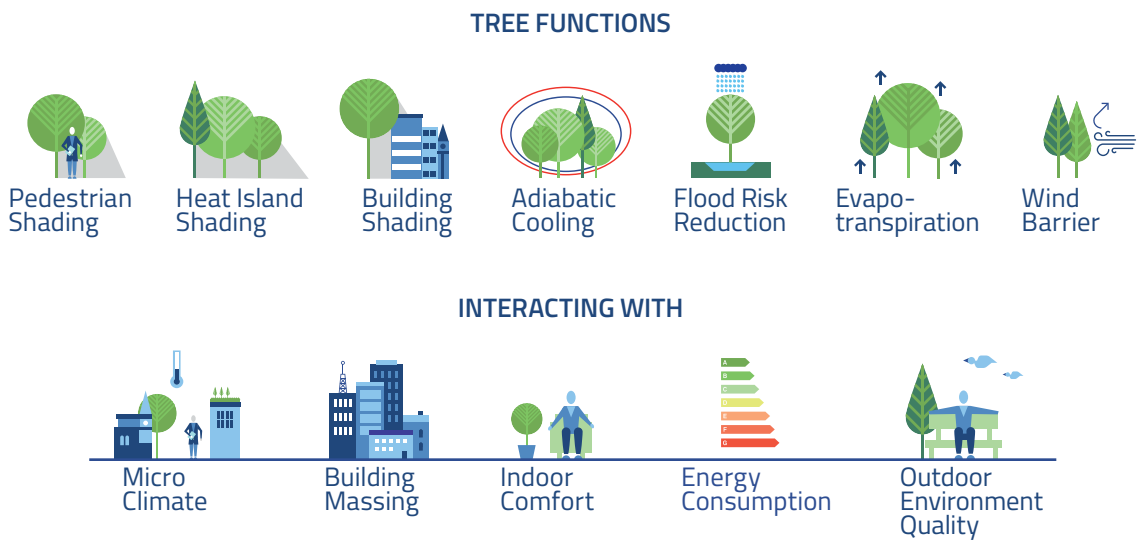 TREE FUNCTIONS
Pedestrian
Shading
Heat Island
Shading
Building
Shading
Adiabatic
Cooling
Flood Risk
Reduction
Evapo-
transpiration
Wind
Barrier
INTERACTING WITH
A
B
C
D
E
F
G
Micro
Climate
Building
Massing
Indoor
Comfort
Energy
Consumption
Outdoor
Environment
Quality